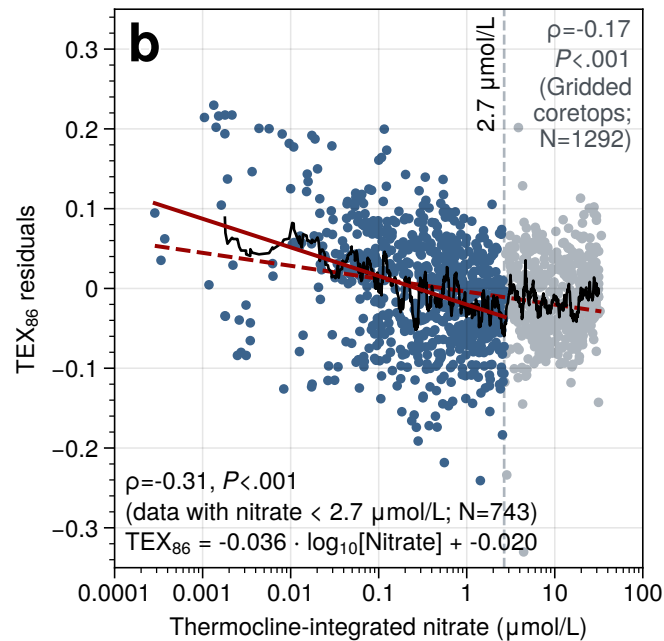 b
ρ=-0.17
P<.001
(Gridded
coretops;
N=1292)
2.7 μmol/L
0.3
0.2
0.1
0
−0.1
−0.2
−0.3
TEX₈₆ residuals
ρ=-0.31, P<.001
(data with nitrate < 2.7 μmol/L; N=743)
TEX₈₆ = -0.036 · log₁₀[Nitrate] + -0.020
0.0001 0.001 0.01 0.1 1 10 100
Thermocline-integrated nitrate (μmol/L)